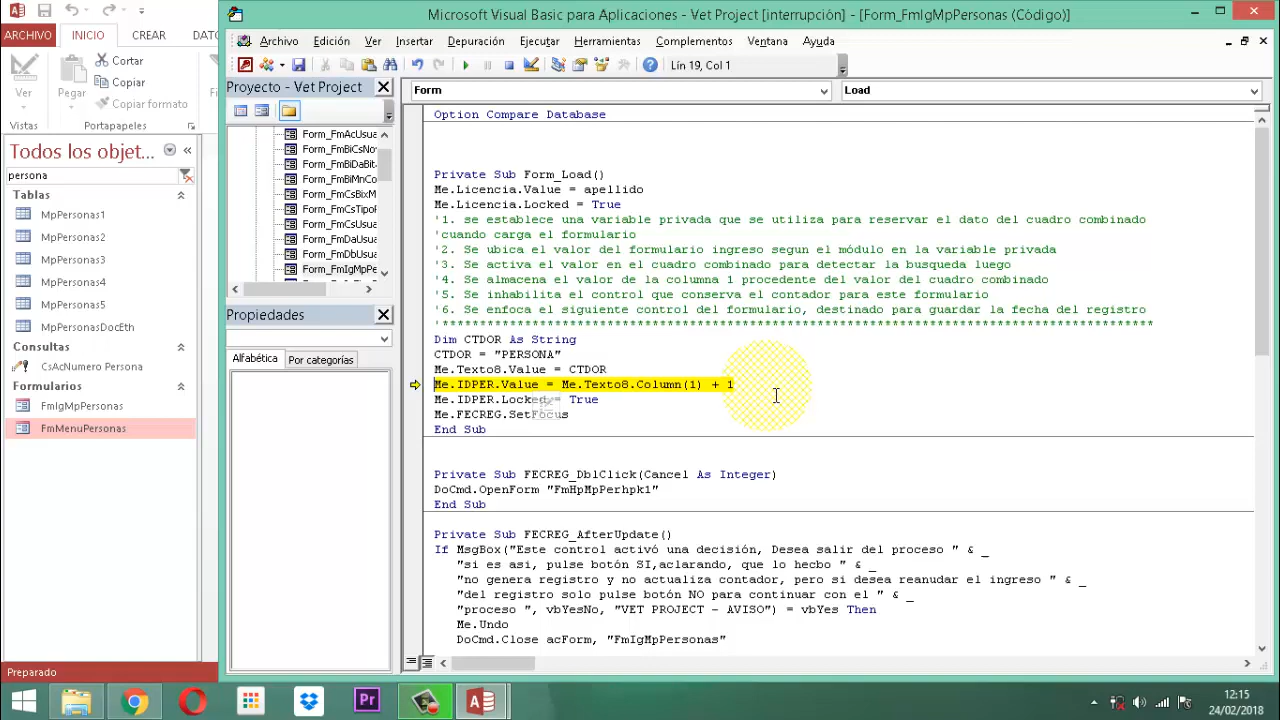 Microsoft Visual Basic para Aplicaciones - Vet Project [interrupción] - [Form_FmIgMpPersonas (Código)]
ARCHIVO
INICIO
CREAR
DATO
Archivo
Edición
Ver
Insertar
Depuración
Ejecutar
Herramientas
Complementos
Ventana
Ayuda
Lín 19, Col 1
Ver
Pegar
Cortar
Copiar
Copiar formato
Fi
Vistas
Portapapeles
Proyecto - Vet Project
Form_FmAcUsua
Form_FmBiCsNo
Form_FmBiDaBit
Form_FmBiMnCo
Form_FmCsBixM
Form_FmCsTipoF
Form_FmCsUsua
Form_FmDaUsua
Form_FmDbUsua
Form_FmIgMpPe
Propiedades
Alfabética
Por categorías
Todos los objet...
persona
Tablas
MpPersonas1
MpPersonas2
MpPersonas3
MpPersonas4
MpPersonas5
MpPersonasDocEth
Consultas
CsAcNumero Persona
Formularios
FmIgMpPersonas
FmMenuPersonas
Form
Load
Option Compare Database
Private Sub Form_Load()
Me.Licencia.Value = apellido
Me.Licencia.Locked = True
'1. se establece una variable privada que se utiliza para reservar el dato del cuadro combinado
'cuando carga el formulario
'2. Se ubica el valor del formulario ingreso segun el módulo en la variable privada
'3. Se activa el valor en el cuadro combinado para detectar la busqueda luego
'4. Se almacena el valor de la columna 1 procedente del valor del cuadro combinado
'5. Se inhabilita el control que conserva el contador para este formulario
'6. Se enfoca el siguiente control del formulario, destinado para guardar la fecha del registro
'***********************************************************************************************
Dim CTDOR As String
CTDOR = "PERSONA"
Me.Texto8.Value = CTDOR
Me.IDPER.Value = Me.Texto8.Column(1) + 1
Me.IDPER.Locked = True
Me.FECREG.SetFocus
End Sub
Private Sub FECREG_DblClick(Cancel As Integer)
DoCmd.OpenForm "FmHpMpPerhpk1"
End Sub
Private Sub FECREG_AfterUpdate()
If MsgBox("Este control activó una decisión, Desea salir del proceso " & _
"si es asi, pulse botón SI,aclarando, que lo hecbo " & _
"no genera registro y no actualiza contador, pero si desea reanudar el ingreso " & _
"del registro solo pulse botón NO para continuar con el " & _
"proceso ", vbYesNo, "VET PROJECT - AVISO") = vbYes Then
Me.Undo
DoCmd.Close acForm, "FmIgMpPersonas"
Preparado
Pr
12:15
24/02/2018